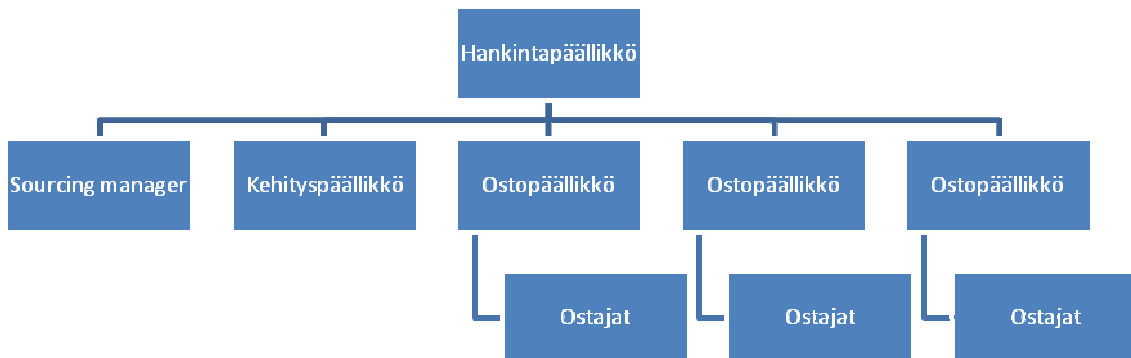 Hankintapäällikkö
Sourcing manager
Kehityspäällikkö
Ostopäällikkö
Ostopäällikkö
Ostopäällikkö
Ostajat
Ostajat
Ostajat